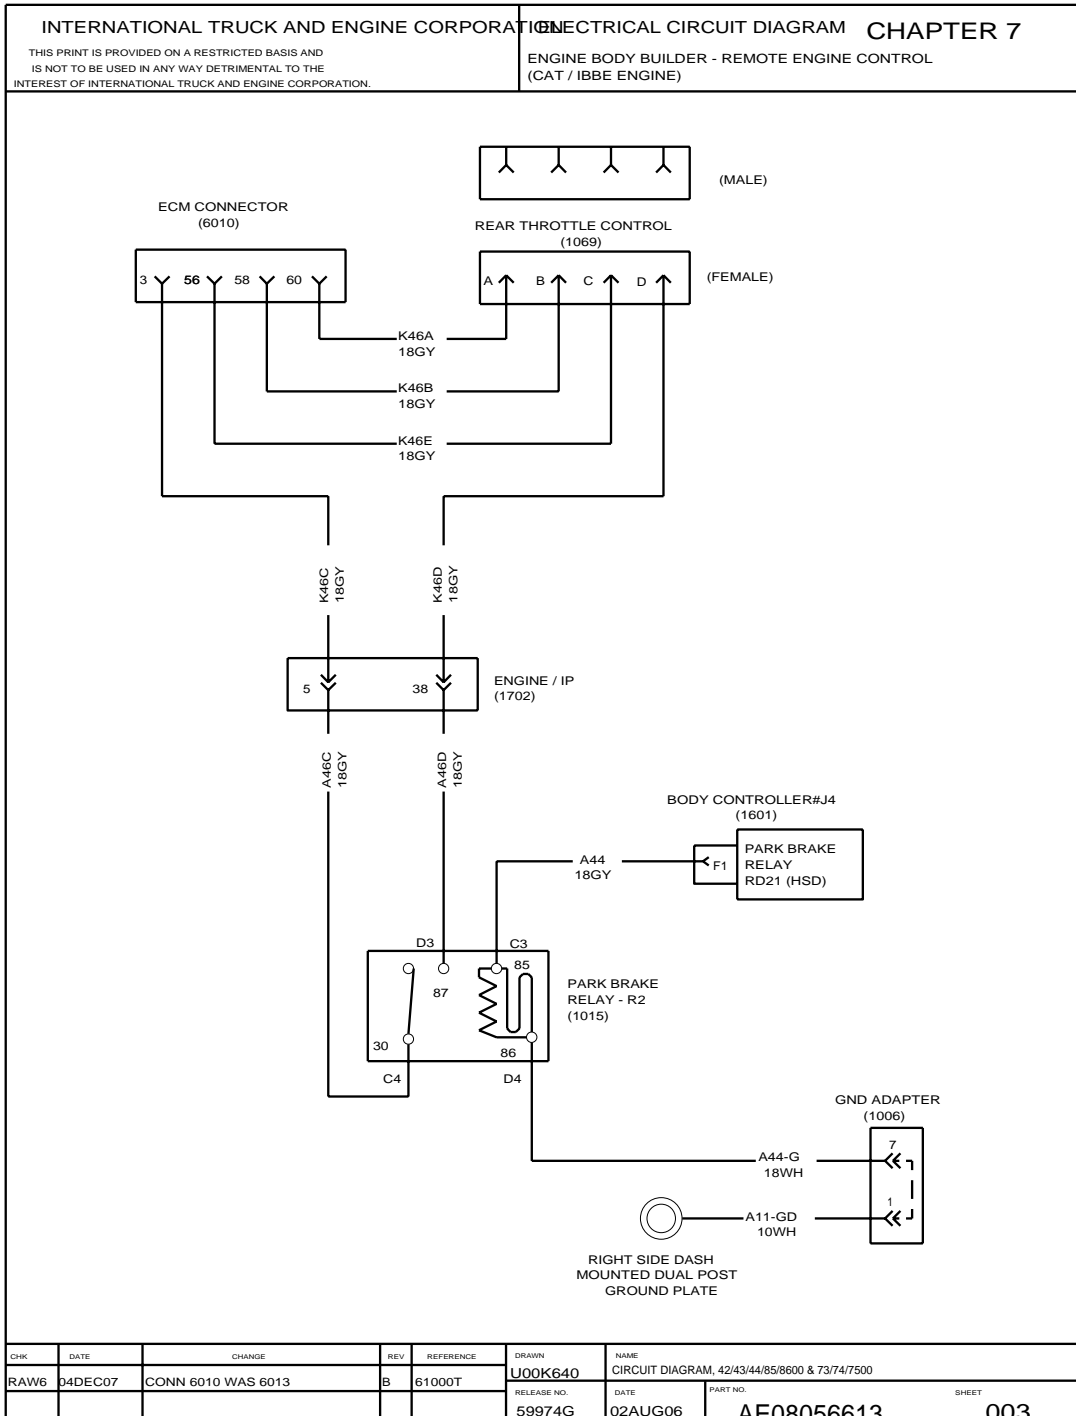 INTERNATIONAL TRUCK AND ENGINE CORPORATION
THIS PRINT IS PROVIDED ON A RESTRICTED BASIS AND
IS NOT TO BE USED IN ANY WAY DETRIMENTAL TO THE
INTEREST OF INTERNATIONAL TRUCK AND ENGINE CORPORATION.
ELECTRICAL CIRCUIT DIAGRAM CHAPTER 7
ENGINE BODY BUILDER - REMOTE ENGINE CONTROL
(CAT / IBBE ENGINE)
(MALE)
ECM CONNECTOR
(6010)
REAR THROTTLE CONTROL
(1069)
3 56 58 60
A B C D
(FEMALE)
K46A
18GY
K46B
18GY
K46E
18GY
K46C
18GY
K46D
18GY
5 38
ENGINE / IP
(1702)
A46C
18GY
A46D
18GY
BODY CONTROLLER#J4
(1601)
A44
18GY
F1
PARK BRAKE
RELAY
RD21 (HSD)
D3 C3
87 85
30 86
C4 D4
PARK BRAKE
RELAY - R2
(1015)
GND ADAPTER
(1006)
7
A44-G
18WH
1
A11-GD
10WH
RIGHT SIDE DASH
MOUNTED DUAL POST
GROUND PLATE
CHK DATE CHANGE REV REFERENCE DRAWN NAME
RAW6 04DEC07 CONN 6010 WAS 6013 B 61000T U00K640 CIRCUIT DIAGRAM, 42/43/44/85/8600 & 73/74/7500
RELEASE NO. DATE PART NO. SHEET
59974G 02AUG06 AE08056613 003